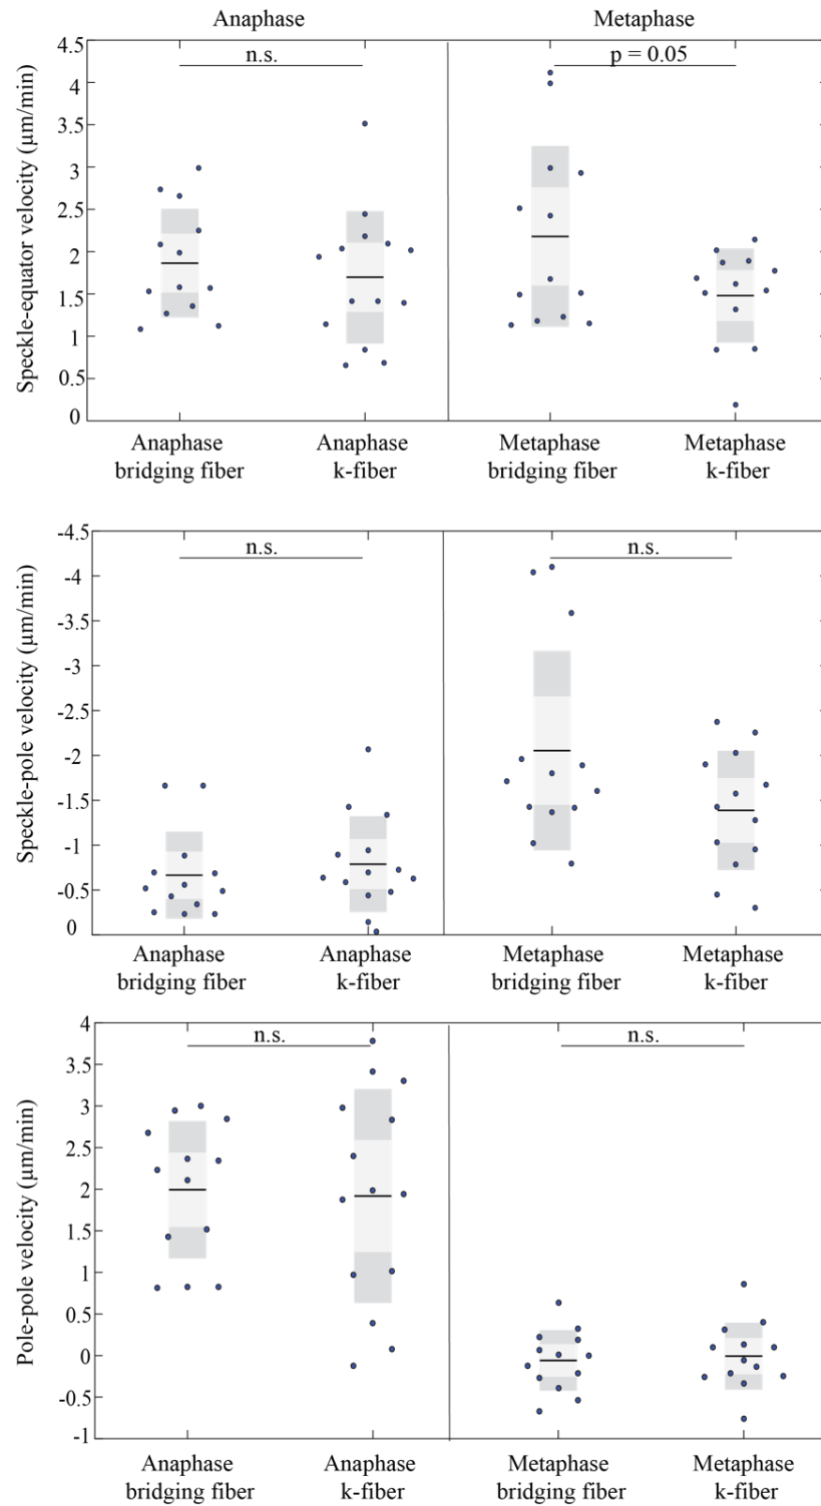 Anaphase Metaphase
Speckle-equator velocity (µm/min)
4.5
4
3.5
3
2.5
2
1.5
1
0.5
0
n.s. p = 0.05
Anaphase Anaphase Metaphase Metaphase
bridging fiber k-fiber bridging fiber k-fiber
Speckle-pole velocity (µm/min)
-4.5
-4
-3.5
-3
-2.5
-2
-1.5
-1
-0.5
0
n.s. n.s.
Anaphase Anaphase Metaphase Metaphase
bridging fiber k-fiber bridging fiber k-fiber
Pole-pole velocity (µm/min)
4
3.5
3
2.5
2
1.5
1
0.5
0
-0.5
-1
n.s. n.s.
Anaphase Anaphase Metaphase Metaphase
bridging fiber k-fiber bridging fiber k-fiber